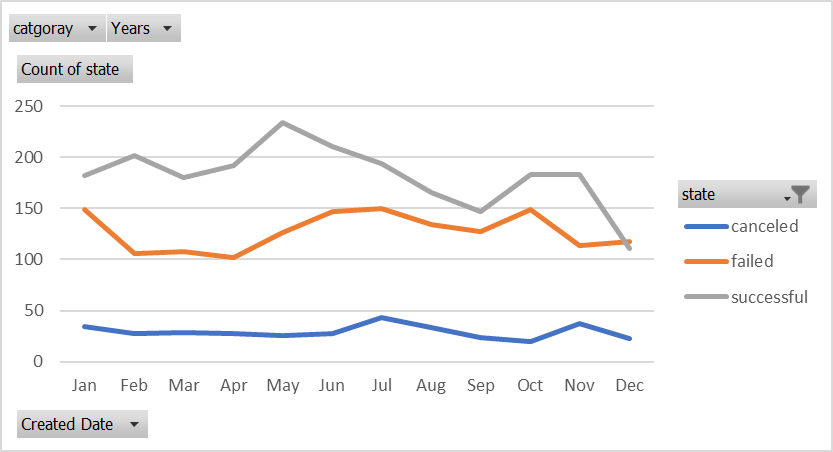 catgoray Years
Count of state
250
200
150
100
50
0
Jan Feb Mar Apr May Jun Jul Aug Sep Oct Nov Dec
state
canceled
failed
successful
Created Date